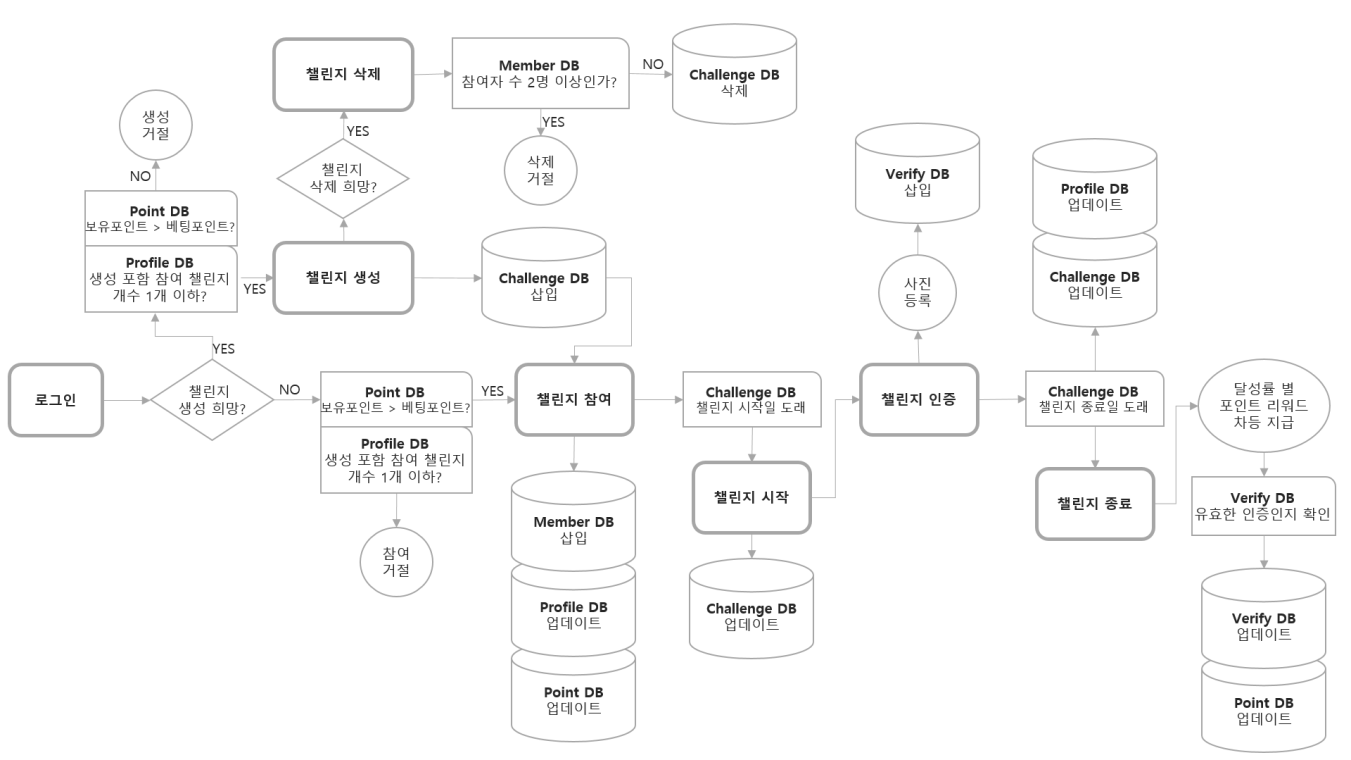 챌린지 삭제
Member DB
참여자 수 2명 이상인가?
NO
Challenge DB
삭제
생성
거절
YES
YES
챌린지
삭제 희망?
삭제
거절
NO
Point DB
보유포인트 > 베팅포인트?
Profile DB
생성 포함 참여 챌린지
개수 1개 이하?
YES
챌린지 생성
Challenge DB
삽입
Verify DB
삽입
사진
등록
Profile DB
업데이트
Challenge DB
업데이트
YES
로그인
챌린지
생성 희망?
NO
Point DB
보유포인트 > 베팅포인트?
Profile DB
생성 포함 참여 챌린지
개수 1개 이하?
YES
참여
거절
챌린지 참여
Member DB
삽입
Profile DB
업데이트
Point DB
업데이트
Challenge DB
챌린지 시작일 도래
챌린지 시작
Challenge DB
업데이트
챌린지 인증
Challenge DB
챌린지 종료일 도래
챌린지 종료
달성률 별
포인트 리워드
차등 지급
Verify DB
유효한 인증인지 확인
Verify DB
업데이트
Point DB
업데이트